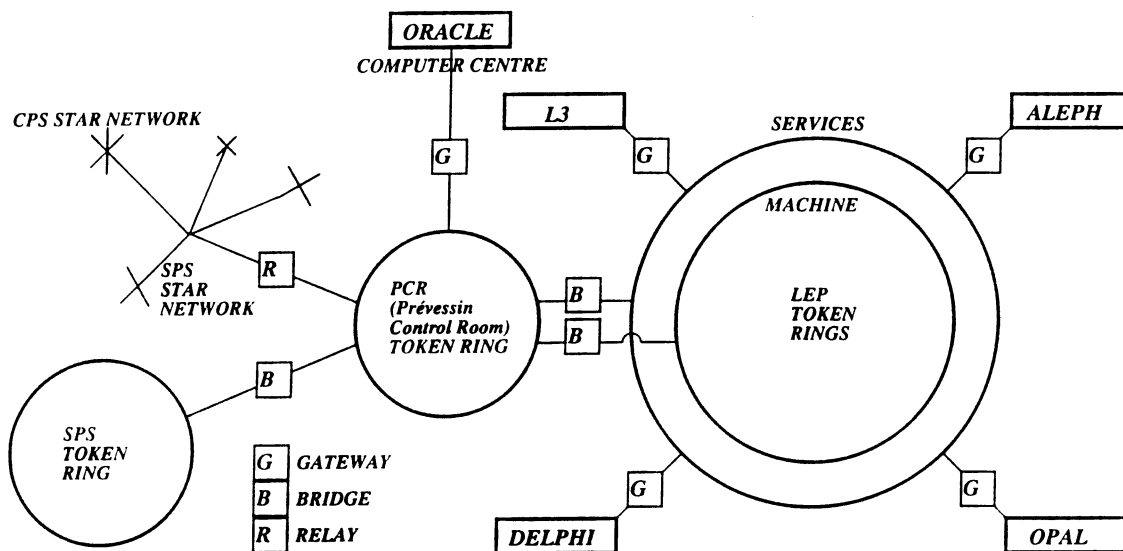 ORACLE
COMPUTER CENTRE
CPS STAR NETWORK
L3
SERVICES
ALEPH
G
G
G
MACHINE
SPS
STAR
NETWORK
R
PCR
(Prévessin
Control Room)
TOKEN RING
B
B
LEP
TOKEN
RINGS
B
SPS
TOKEN
RING
G GATEWAY
B BRIDGE
R RELAY
G
G
DELPHI
OPAL